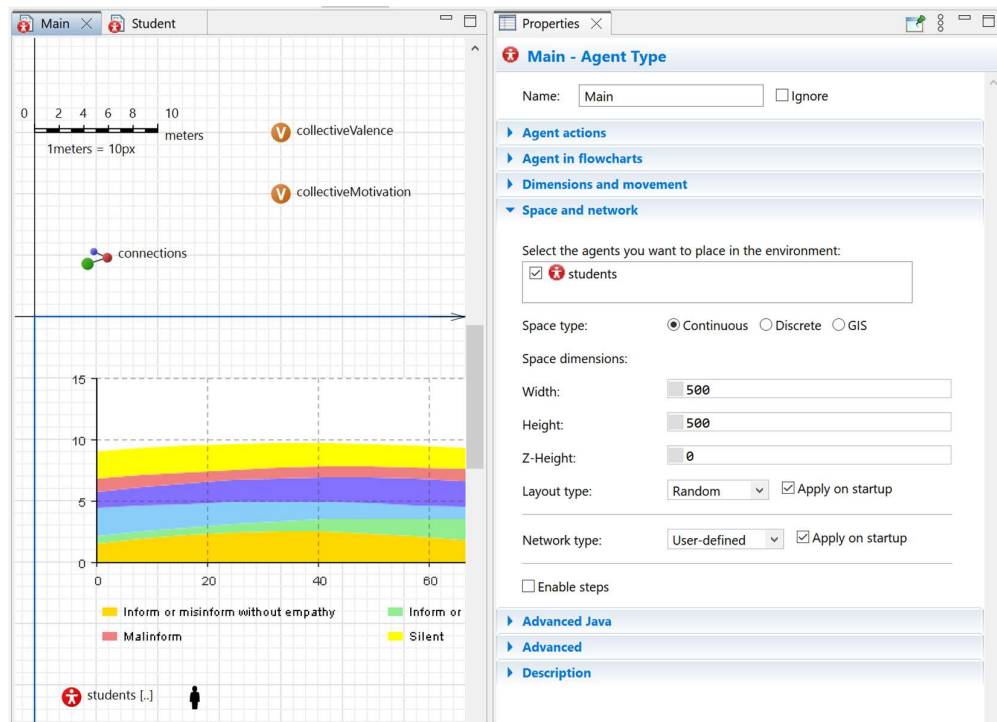 Main
Student
0 2 4 6 8 10
meters
1meters = 10px
collectiveValence
collectiveMotivation
connections
15
10
5
0
0 20 40 60
Inform or misinform without empathy
Inform or
Malinform
Silent
students [..]
Properties
Main - Agent Type
Name: Main Ignore
Agent actions
Agent in flowcharts
Dimensions and movement
Space and network
Select the agents you want to place in the environment:
students
Space type: Continuous Discrete GIS
Space dimensions:
Width: 500
Height: 500
Z-Height: 0
Layout type: Random Apply on startup
Network type: User-defined Apply on startup
Enable steps
Advanced Java
Advanced
Description